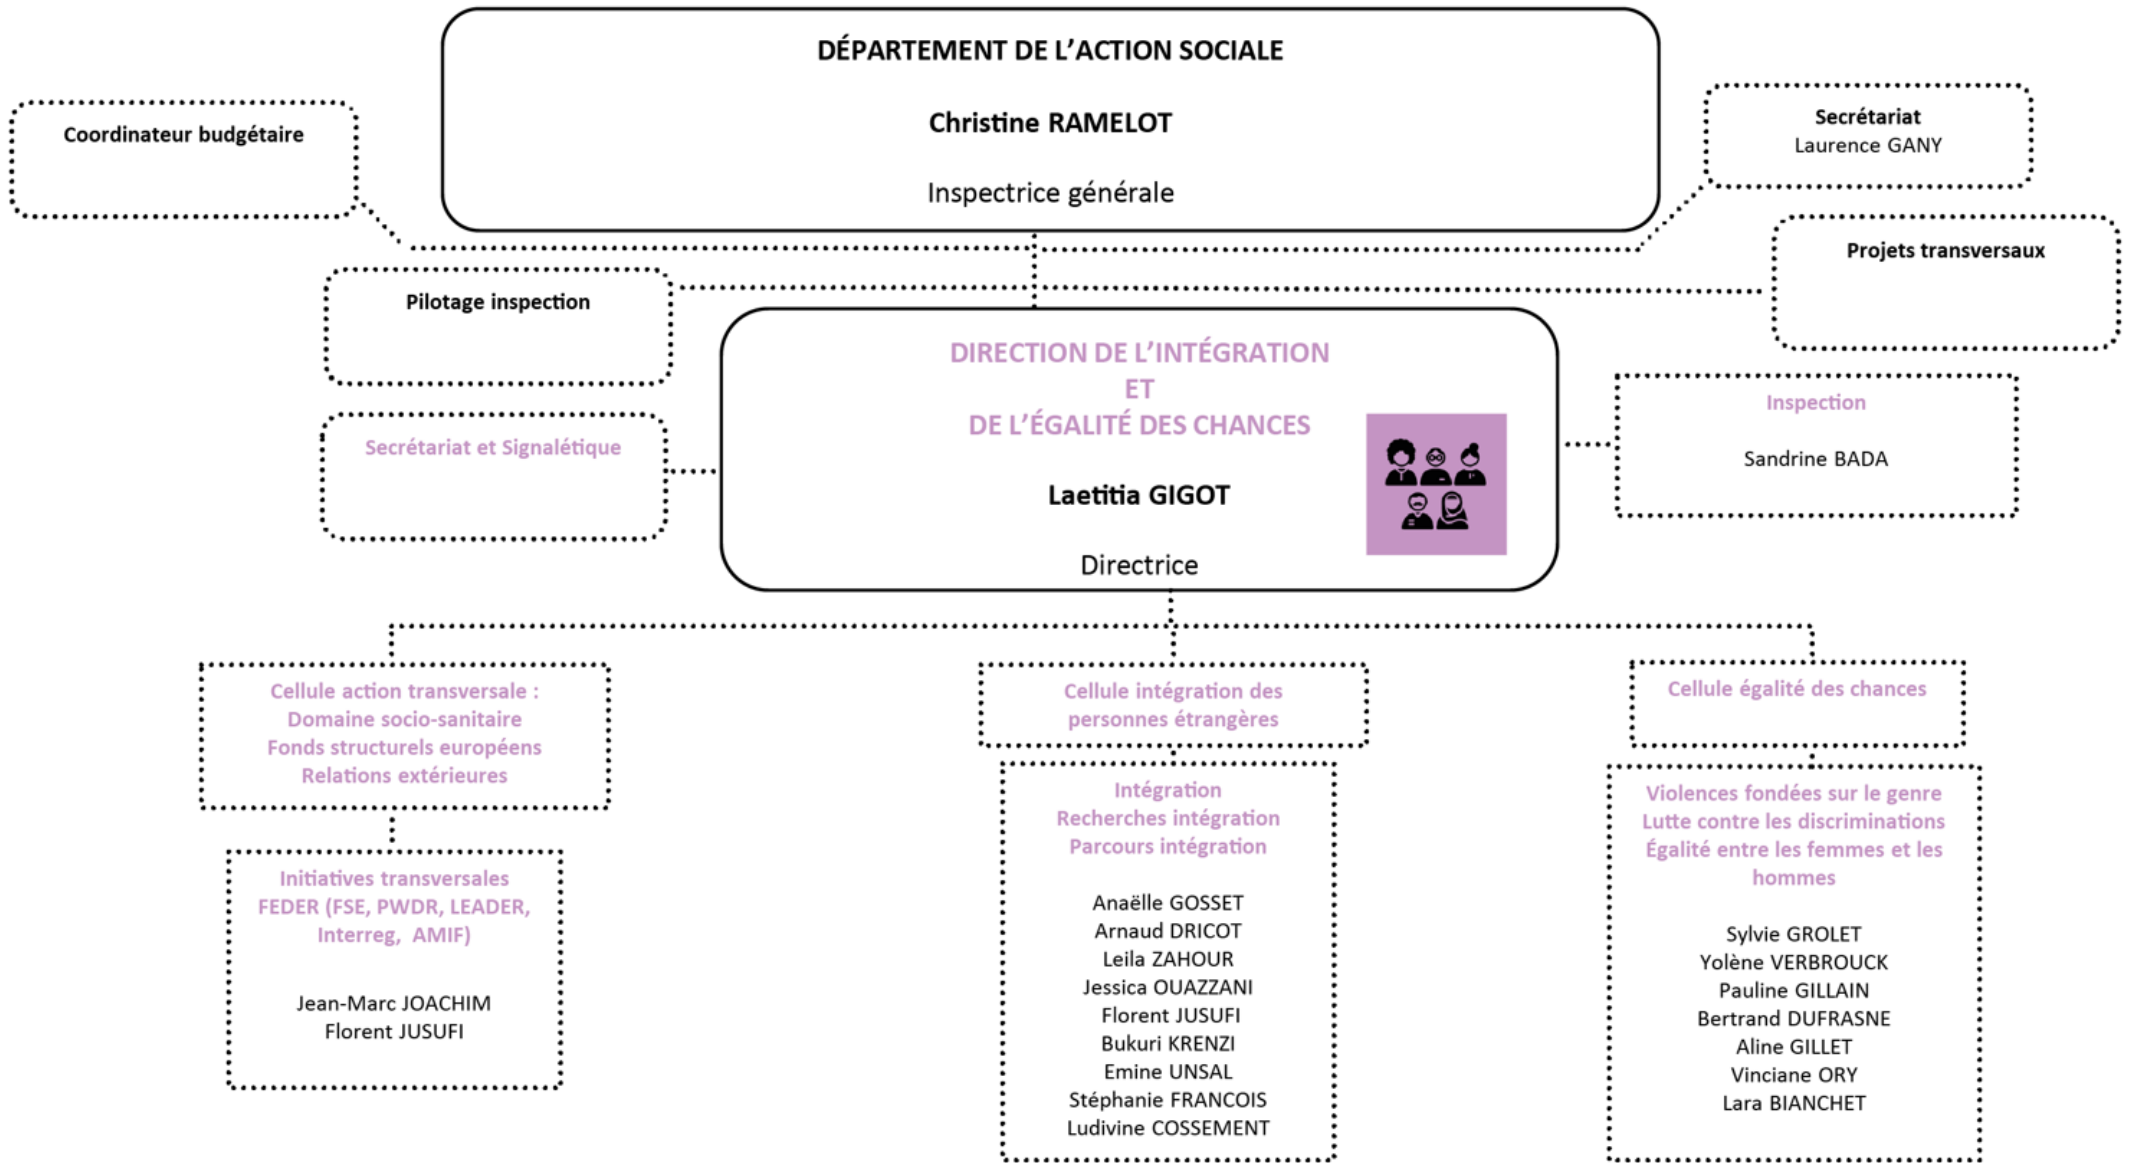 DÉPARTEMENT DE L’ACTION SOCIALE
Christine RAMELOT
Inspectrice générale
Coordinateur budgétaire
Secrétariat
Laurence GANY
Pilotage inspection
Projets transversaux
DIRECTION DE L’INTÉGRATION
ET
DE L’ÉGALITÉ DES CHANCES
Laetitia GIGOT
Directrice
Secrétariat et Signalétique
Inspection
Sandrine BADA
Cellule action transversale :
Domaine socio-sanitaire
Fonds structurels européens
Relations extérieures
Initiatives transversales
FEDER (FSE, PWDR, LEADER,
Interreg, AMIF)
Jean-Marc JOACHIM
Florent JUSUFI
Cellule intégration des
personnes étrangères
Intégration
Recherches intégration
Parcours intégration
Anaëlle GOSSET
Arnaud DRICOT
Leila ZAHOUR
Jessica OUAZZANI
Florent JUSUFI
Bukuri KRENZI
Emine UNSAL
Stéphanie FRANCOIS
Ludivine COSSEMENT
Cellule égalité des chances
Violences fondées sur le genre
Lutte contre les discriminations
Égalité entre les femmes et les
hommes
Sylvie GROLET
Yolène VERBROUCK
Pauline GILLAIN
Bertrand DUFRASNE
Aline GILLET
Vinciane ORY
Lara BIANCHET